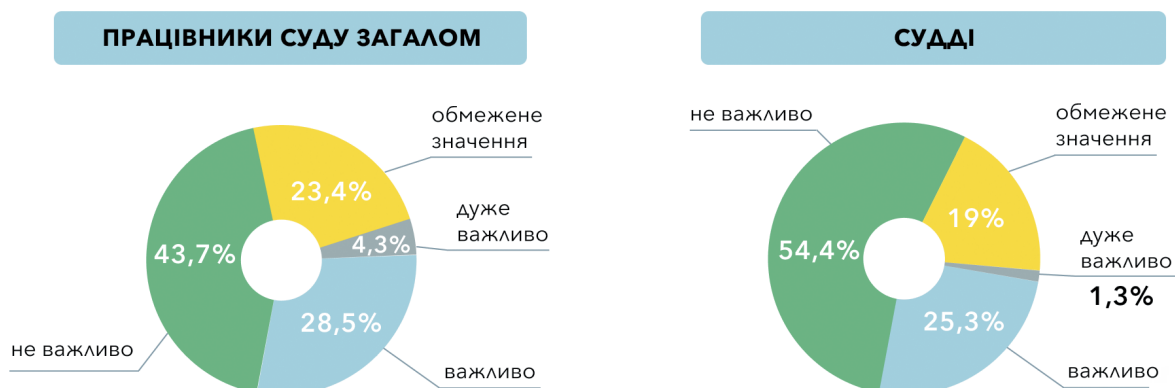 ПРАЦІВНИКИ СУДУ ЗАГАЛОМ
обмежене
значення
23,4%
дуже
важливо
4,3%
43,7%
28,5%
не важливо
важливо
СУДДІ
не важливо
обмежене
значення
19%
54,4%
дуже
важливо
1,3%
25,3%
важливо